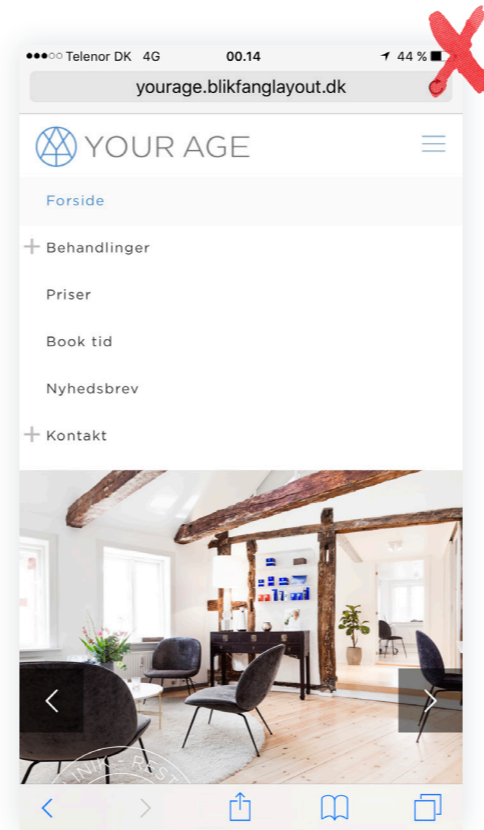 Telenor DK 4G 00.14 44 %
yourage.blikfanglayout.dk
YOUR AGE
Forside
Behandlinger
Priser
Book tid
Nyhedsbrev
Kontakt